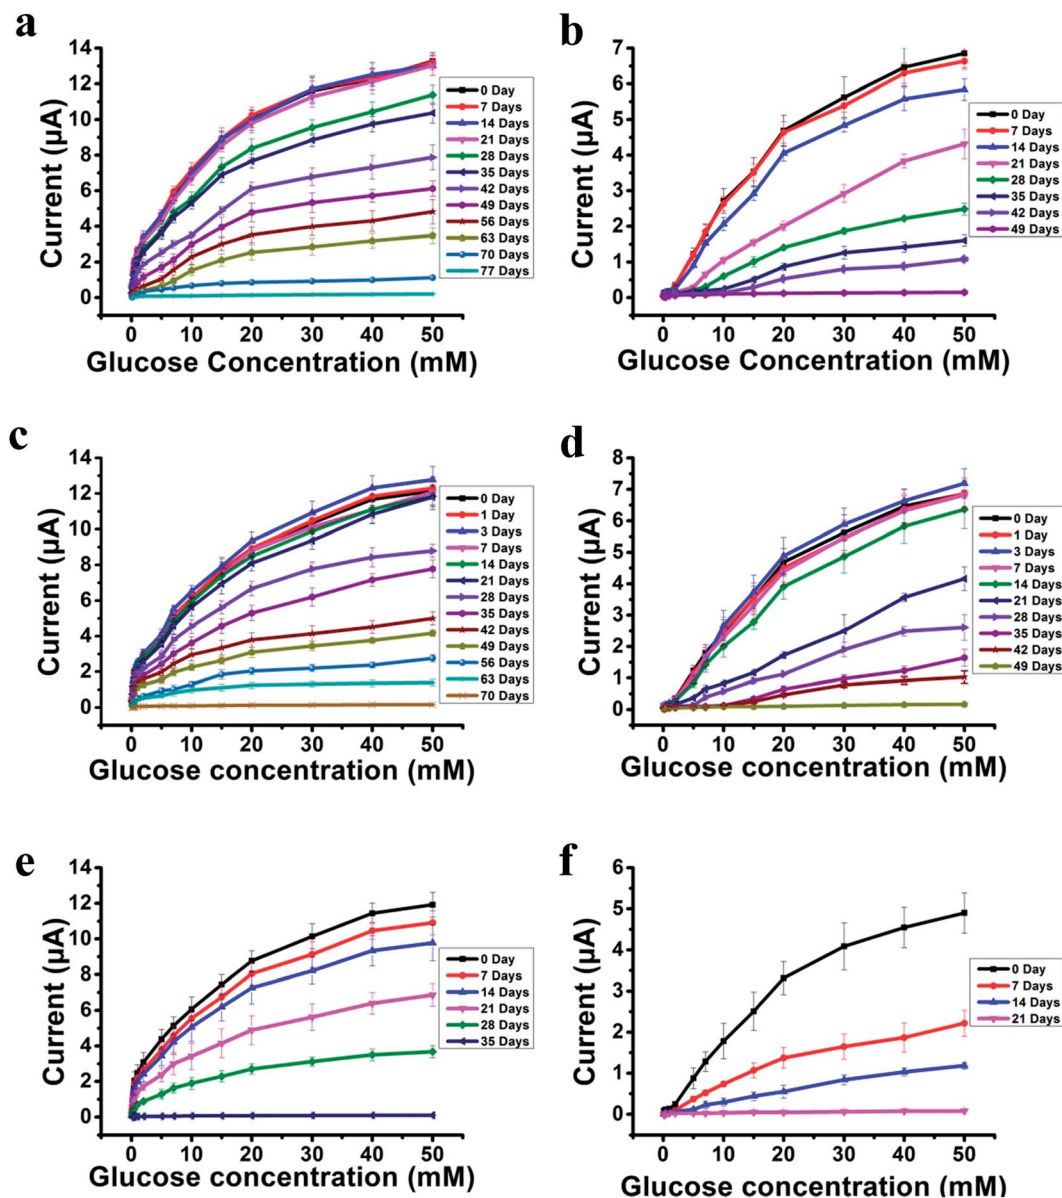 a
Current (µA)
14
12
10
8
6
4
2
0
0 10 20 30 40 50
Glucose Concentration (mM)
0 Day
7 Days
14 Days
21 Days
28 Days
35 Days
42 Days
49 Days
56 Days
63 Days
70 Days
77 Days
b
Current (µA)
7
6
5
4
3
2
1
0
0 10 20 30 40 50
Glucose Concentration (mM)
0 Day
7 Days
14 Days
21 Days
28 Days
35 Days
42 Days
49 Days
c
Current (µA)
14
12
10
8
6
4
2
0
0 10 20 30 40 50
Glucose concentration (mM)
0 Day
1 Day
3 Days
7 Days
14 Days
21 Days
28 Days
35 Days
42 Days
49 Days
56 Days
63 Days
70 Days
d
Current (µA)
8
7
6
5
4
3
2
1
0
0 10 20 30 40 50
Glucose concentration (mM)
0 Day
1 Day
3 Days
7 Days
14 Days
21 Days
28 Days
35 Days
42 Days
49 Days
e
Current (µA)
14
12
10
8
6
4
2
0
0 10 20 30 40 50
Glucose concentration (mM)
0 Day
7 Days
14 Days
21 Days
28 Days
35 Days
f
Current (µA)
6
5
4
3
2
1
0
0 10 20 30 40 50
Glucose concentration (mM)
0 Day
7 Days
14 Days
21 Days